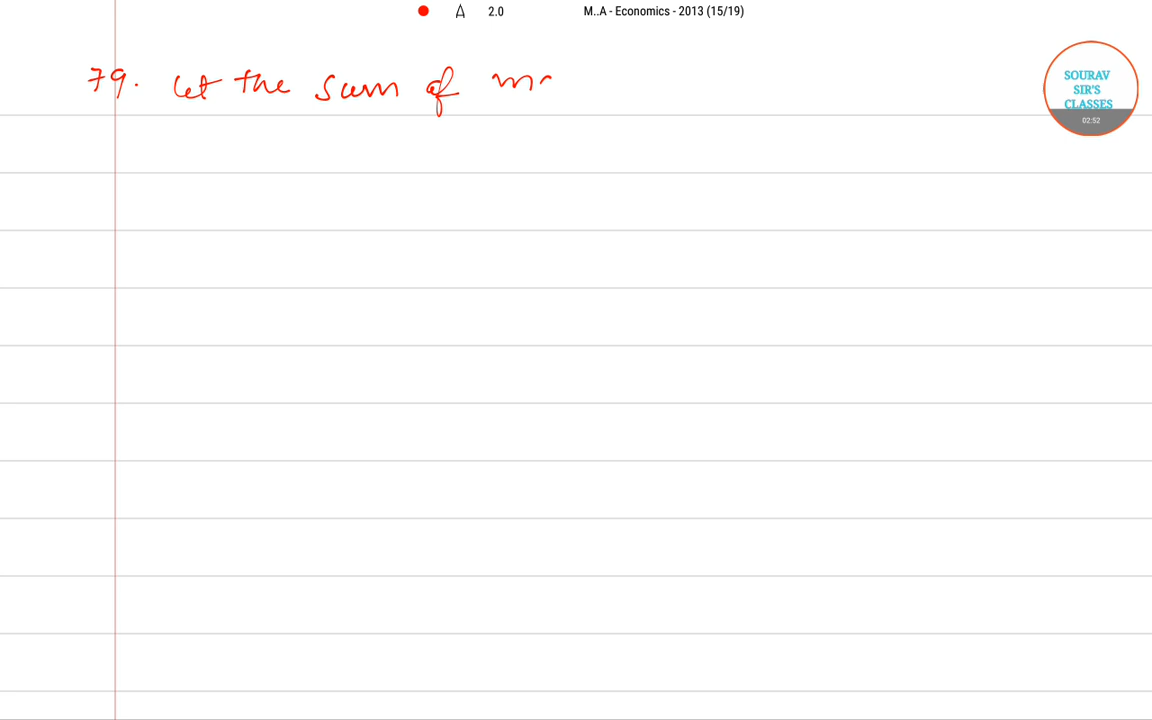 2.0 M..A - Economics - 2013 (15/19)
79. Let the sum of
SOURAV
SIR'S
CLASSES
02:52